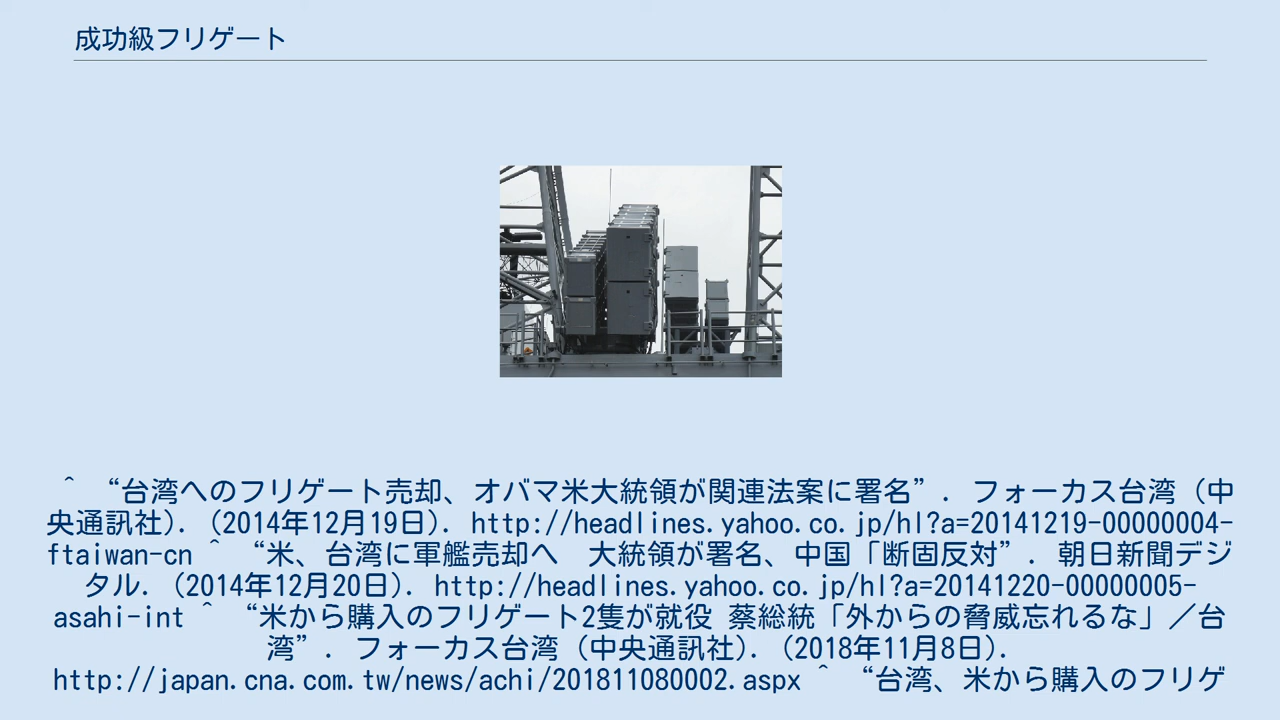 成功級フリゲート
^ “台湾へのフリゲート売却、オバマ米大統領が関連法案に署名”. フォーカス台湾 (中
央通訊社). (2014年12月19日). http://headlines.yahoo.co.jp/hl?a=20141219-00000004-
ftaiwan-cn ^ “米、台湾に軍艦売却へ　大統領が署名、中国「断固反対”. 朝日新聞デジ
タル. (2014年12月20日). http://headlines.yahoo.co.jp/hl?a=20141220-00000005-
asahi-int ^ “米から購入のフリゲート2隻が就役 蔡総統「外からの脅威忘れるな」／台
湾”. フォーカス台湾 (中央通訊社). (2018年11月8日).
http://japan.cna.com.tw/news/achi/201811080002.aspx ^ “台湾、米から購入のフリゲ